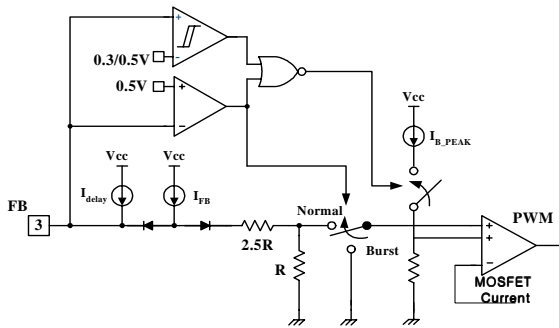 +
-
0.3/0.5V
0.5V
+
−
Vcc
I_B_PEAK
Vcc
Vcc
I_delay
I_FB
FB
3
2.5R
R
Normal
Burst
PWM
+
+
−
MOSFET
Current